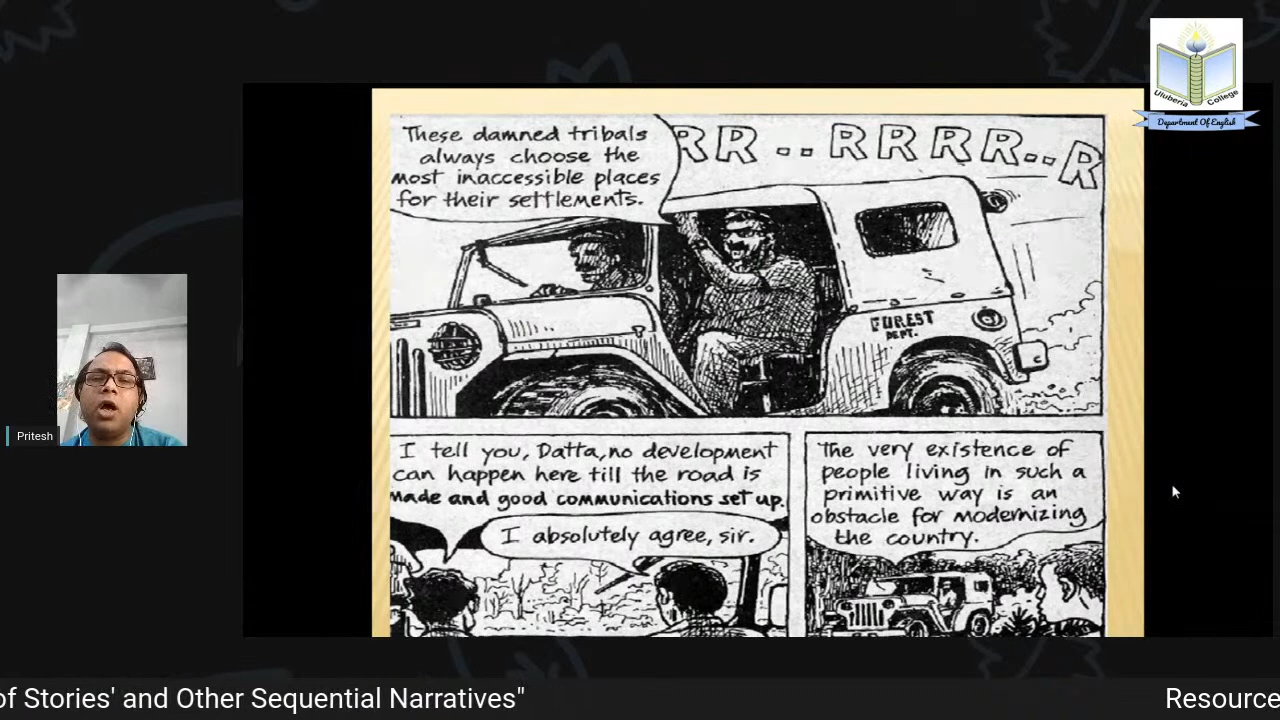 Uluberia College
Department Of English
These damned tribals
always choose the
most inaccessible places
for their settlements.
RR .. RRRR.. R
FOREST
DEPT.
I tell you, Datta, no development
can happen here till the road is
made and good communications set up.
I absolutely agree, sir.
The very existence of
people living in such a
primitive way is an
obstacle for modernizing
the country.
Pritesh
of Stories' and Other Sequential Narratives"
Resource